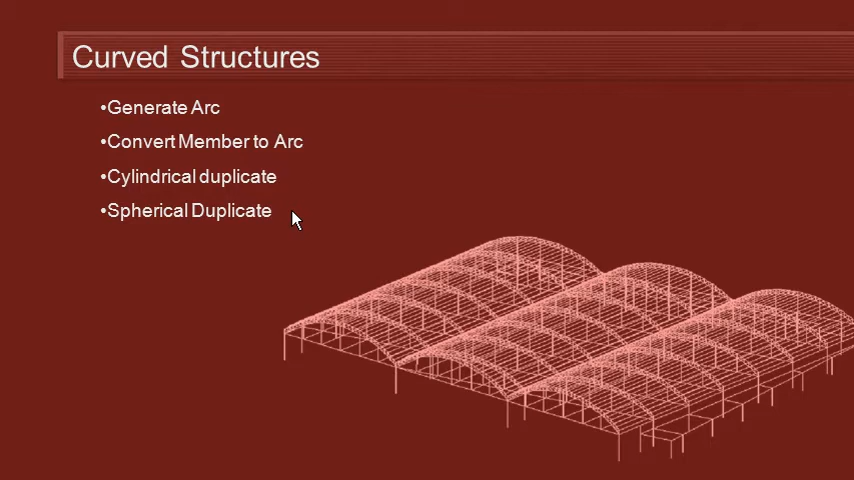 Curved Structures
•Generate Arc
•Convert Member to Arc
•Cylindrical duplicate
•Spherical Duplicate